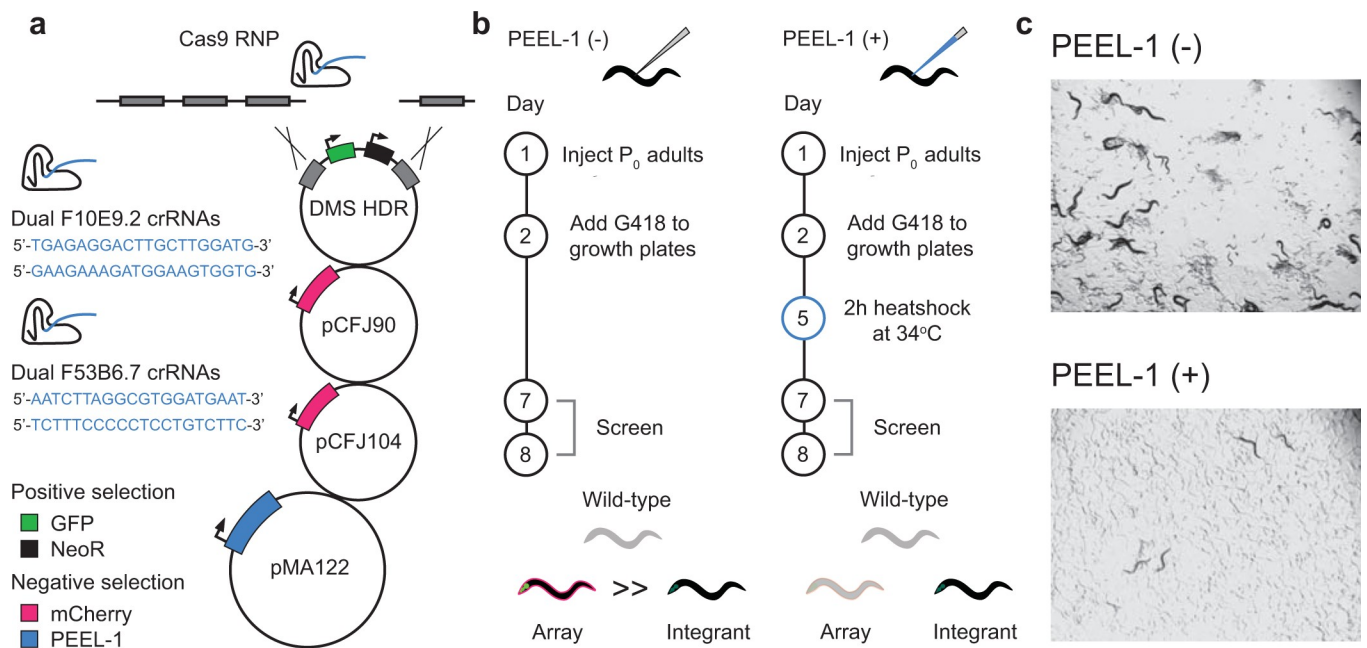 a
Cas9 RNP
Dual F10E9.2 crRNAs
5'-TGAGAGGACTTGCTTGGATG-3'
5'-GAAGAAAGATGGAAGTGGTG-3'
Dual F53B6.7 crRNAs
5'-AATCTTAGGCGTGGATGAAT-3'
5'-TCTTTCCCCCTCCTGTCTTC-3'
DMS HDR
pCFJ90
pCFJ104
pMA122
Positive selection
GFP
NeoR
Negative selection
mCherry
PEEL-1
b
PEEL-1 (-)
Day
1 Inject P0 adults
2 Add G418 to
growth plates
7
Screen
8
Wild-type
>>
Array Integrant
PEEL-1 (+)
Day
1 Inject P0 adults
2 Add G418 to
growth plates
5 2h heatshock
at 34oC
7
Screen
8
Wild-type
Array Integrant
c
PEEL-1 (-)
PEEL-1 (+)